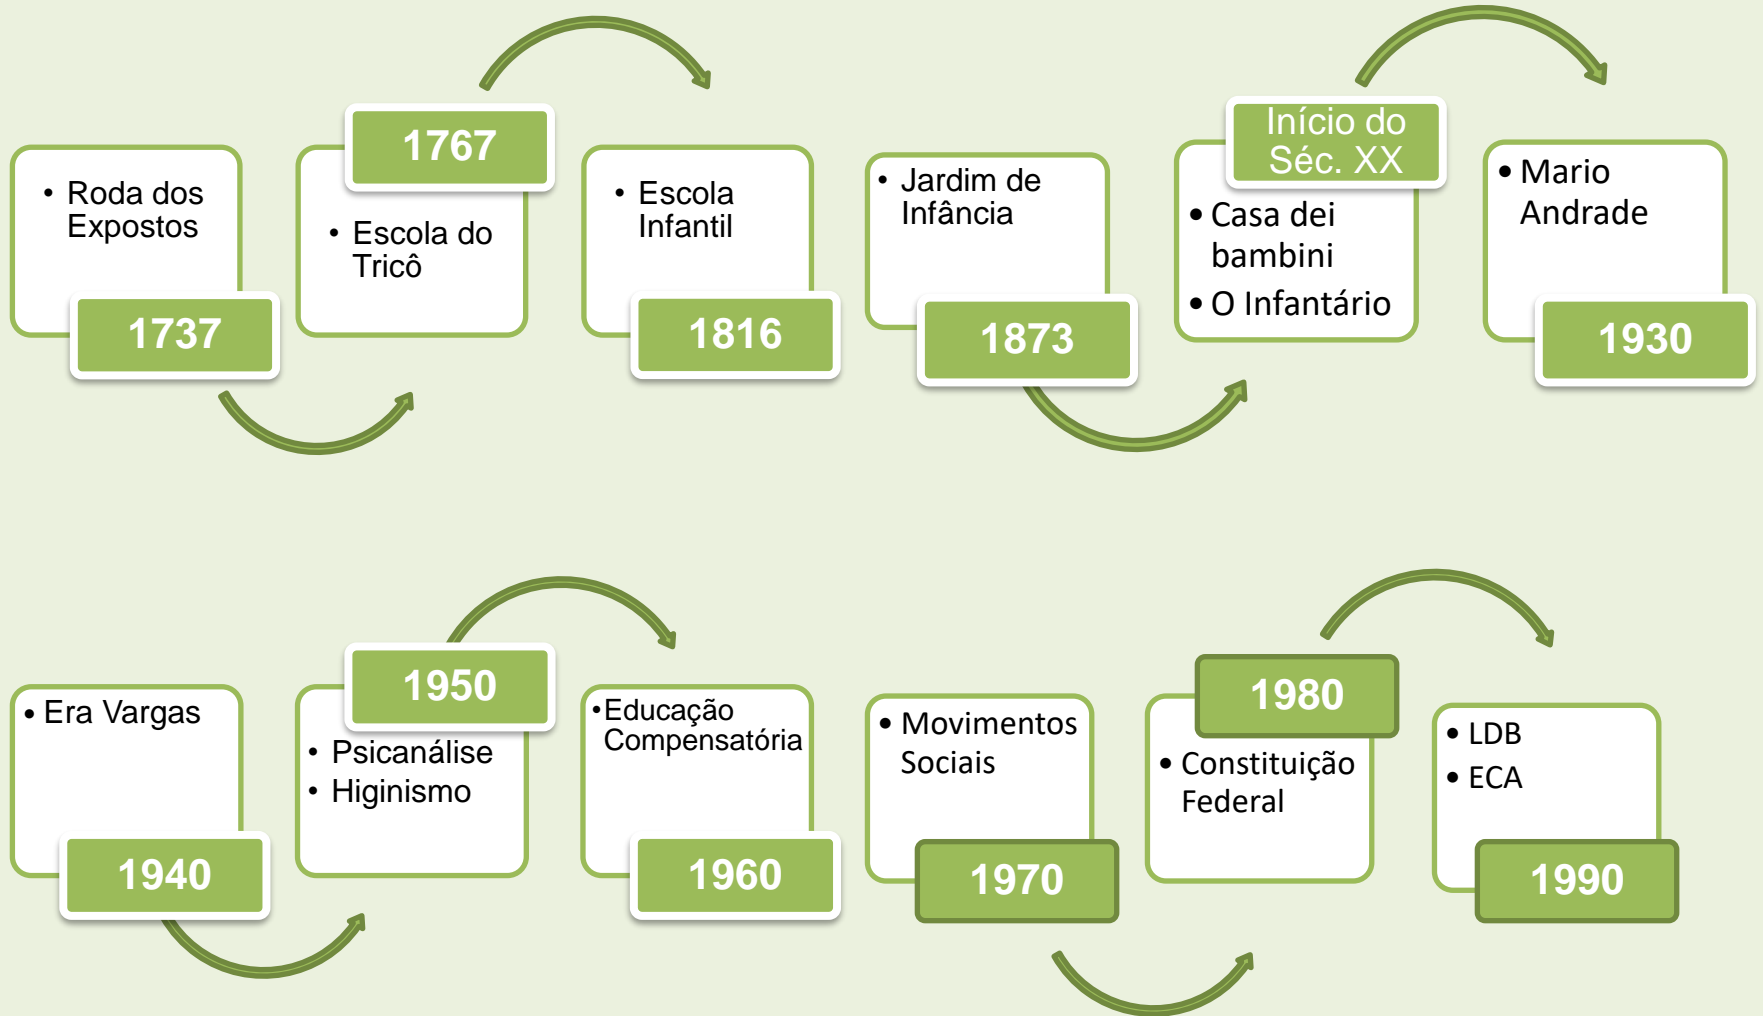 • Roda dos
Expostos
1737
1767
• Escola do
Tricô
• Escola
Infantil
1816
• Jardim de
Infância
1873
Início do
Séc. XX
• Casa dei
bambini
• O Infantário
• Mario
Andrade
1930
• Era Vargas
1940
1950
• Psicanálise
• Higinismo
• Educação
Compensatória
1960
• Movimentos
Sociais
1970
1980
• Constituição
Federal
• LDB
• ECA
1990